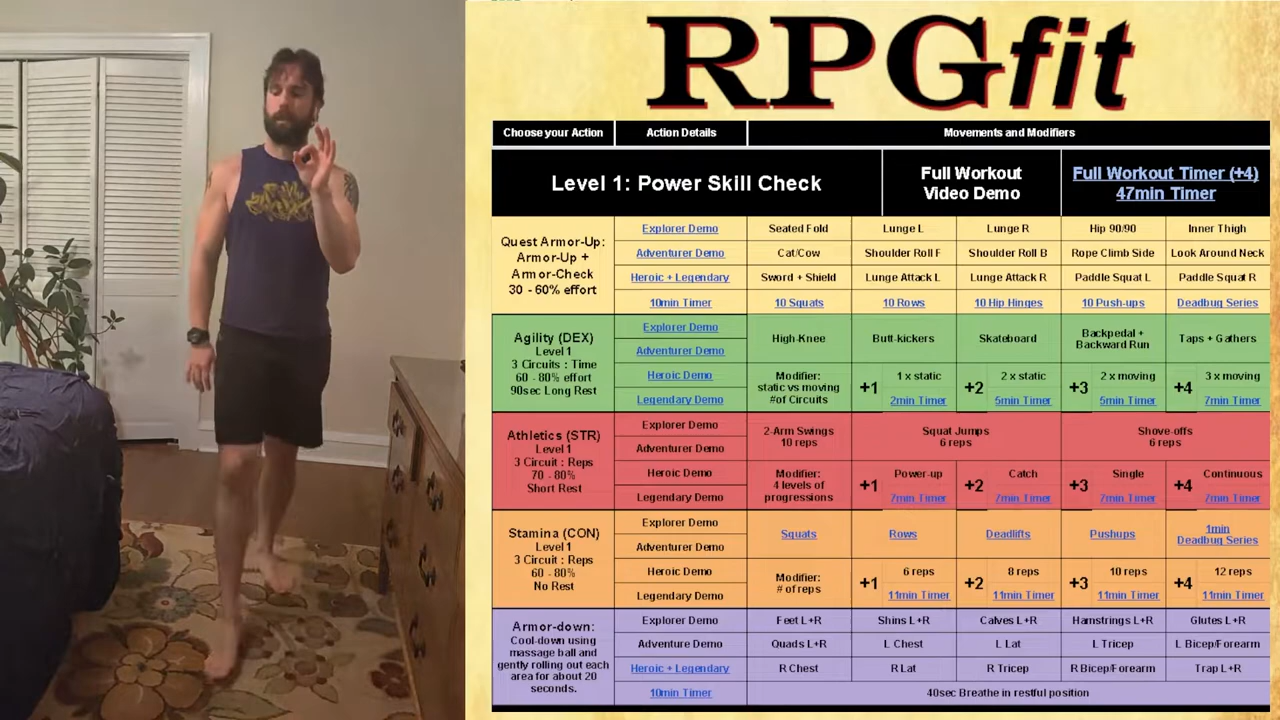 RPGfit
Choose your Action Action Details Movements and Modifiers
Level 1: Power Skill Check
Full Workout
Video Demo
Full Workout Timer (+4)
47min Timer
Quest Armor-Up:
Armor-Up +
Armor-Check
30 - 60% effort
Explorer Demo Seated Fold Lunge L Lunge R Hip 90/90 Inner Thigh
Adventurer Demo Cat/Cow Shoulder Roll F Shoulder Roll B Rope Climb Side Look Around Neck
Heroic + Legendary Sword + Shield Lunge Attack L Lunge Attack R Paddle Squat L Paddle Squat R
10min Timer 10 Squats 10 Rows 10 Hip Hinges 10 Push-ups Deadbug Series
Agility (DEX)
Level 1
3 Circuits : Time
60 - 80% effort
90sec Long Rest
Explorer Demo
Adventurer Demo
Heroic Demo
Legendary Demo
High-Knee Butt-kickers Skateboard
Backpedal +
Backward Run
Taps + Gathers
Modifier:
static vs moving
#of Circuits
+1 1 x static
2min Timer
+2 2 x static
5min Timer
+3 2 x moving
5min Timer
+4 3 x moving
7min Timer
Athletics (STR)
Level 1
3 Circuit : Reps
70 - 80%
Short Rest
Explorer Demo
Adventurer Demo
Heroic Demo
Legendary Demo
2-Arm Swings
10 reps
Squat Jumps
6 reps
Shove-offs
6 reps
Modifier:
4 levels of
progressions
+1 Power-up
7min Timer
+2 Catch
7min Timer
+3 Single
7min Timer
+4 Continuous
7min Timer
Stamina (CON)
Level 1
3 Circuit : Reps
60 - 80%
No Rest
Explorer Demo
Adventurer Demo
Heroic Demo
Legendary Demo
Squats Rows Deadlifts Pushups
1min
Deadbug Series
Modifier:
# of reps
+1 6 reps
11min Timer
+2 8 reps
11min Timer
+3 10 reps
11min Timer
+4 12 reps
11min Timer
Armor-down:
Cool-down using
massage ball and
gently rolling out each
area for about 20
seconds.
Explorer Demo Feet L+R Shins L+R Calves L+R Hamstrings L+R Glutes L+R
Adventure Demo Quads L+R L Chest L Lat L Tricep L Bicep/Forearm
Heroic + Legendary R Chest R Lat R Tricep R Bicep/Forearm Trap L+R
10min Timer 40sec Breathe in restful position